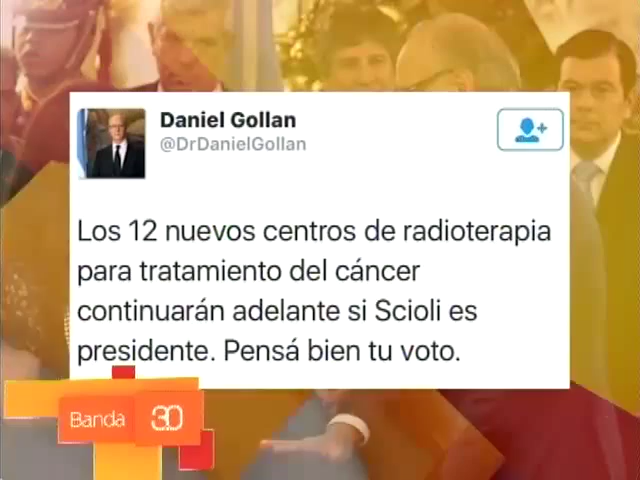 Daniel Gollan
@DrDanielGollan
Los 12 nuevos centros de radioterapia
para tratamiento del cáncer
continuarán adelante si Scioli es
presidente. Pensá bien tu voto.
Banda 30